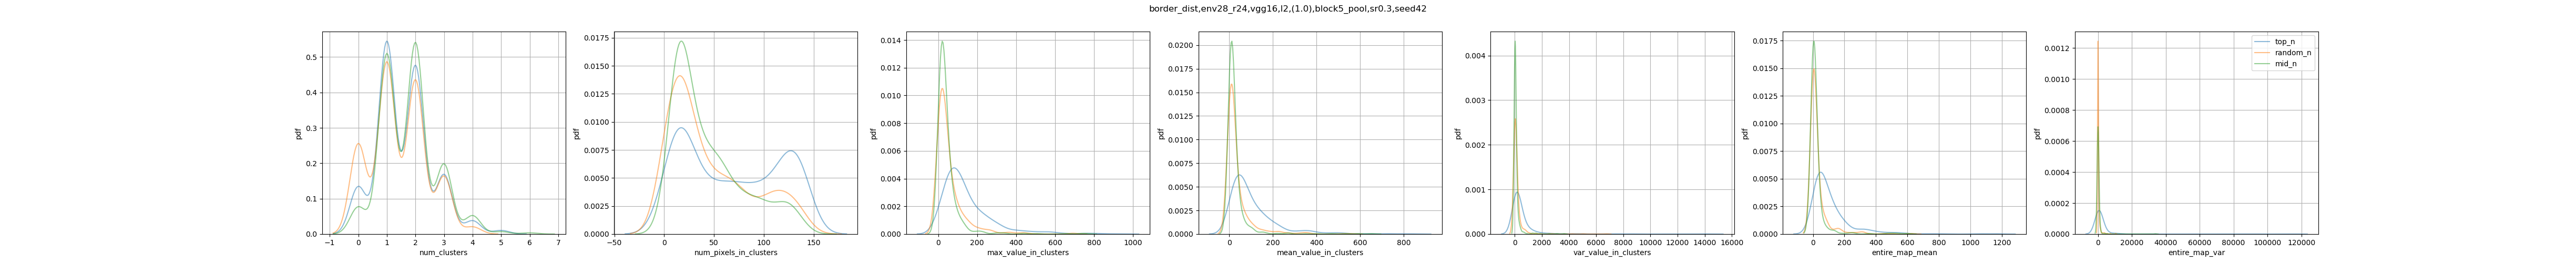 border_dist,env28_r24,vgg16,l2,(1.0),block5_pool,sr0.3,seed42
pdf
0.5
0.4
0.3
0.2
0.1
0.0
−1 0 1 2 3 4 5 6 7
num_clusters
pdf
0.0175
0.0150
0.0125
0.0100
0.0075
0.0050
0.0025
0.0000
−50 0 50 100 150
num_pixels_in_clusters
pdf
0.014
0.012
0.010
0.008
0.006
0.004
0.002
0.000
0 200 400 600 800 1000
max_value_in_clusters
pdf
0.0200
0.0175
0.0150
0.0125
0.0100
0.0075
0.0050
0.0025
0.0000
0 200 400 600 800
mean_value_in_clusters
pdf
0.004
0.003
0.002
0.001
0.000
0 2000 4000 6000 8000 10000 12000 14000 16000
var_value_in_clusters
pdf
0.0175
0.0150
0.0125
0.0100
0.0075
0.0050
0.0025
0.0000
0 200 400 600 800 1000 1200
entire_map_mean
pdf
0.0012
0.0010
0.0008
0.0006
0.0004
0.0002
0.0000
0 20000 40000 60000 80000 100000 120000
entire_map_var
top_n
random_n
mid_n